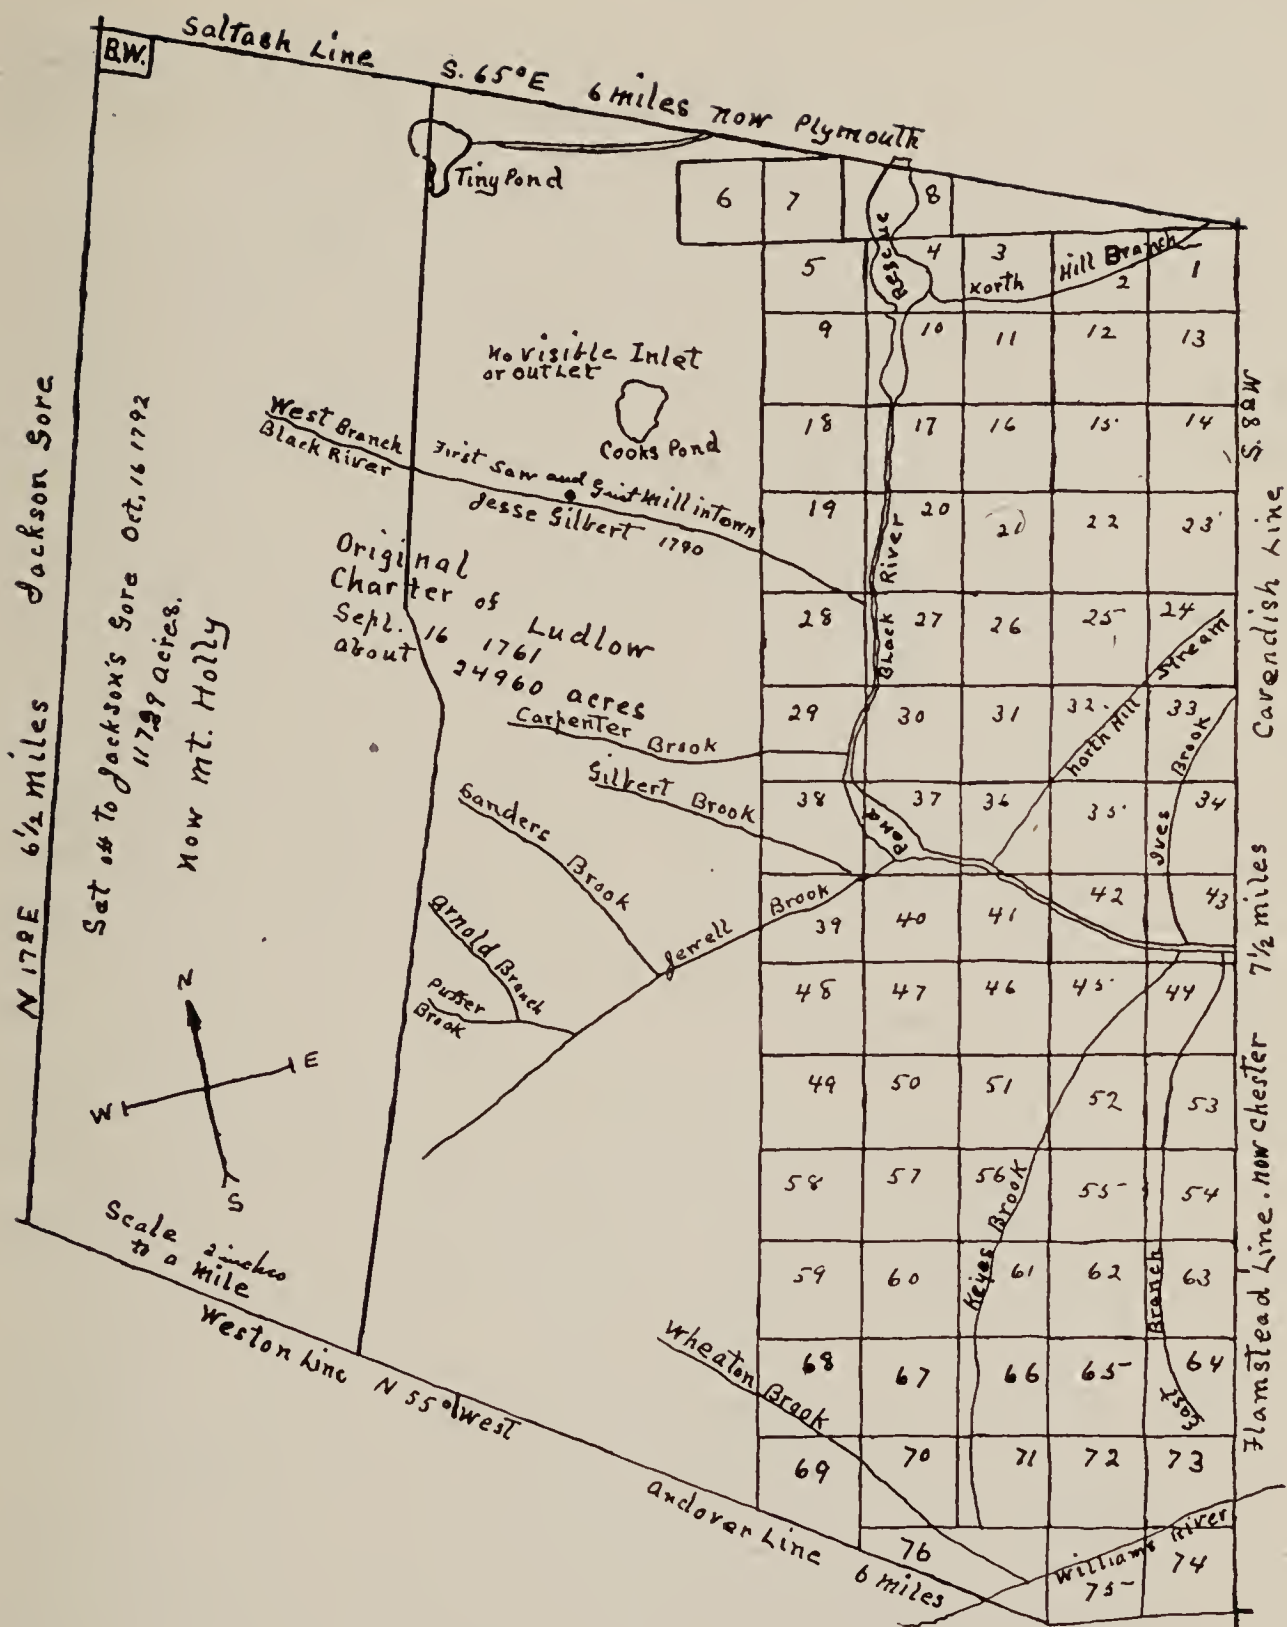 B.W.
Saltash Line
S. 65° E 6 miles now Plymouth
Tiny Pond
6
7
8
Rescue
5
4
3
North Hill Branch
2
1
9
10
11
12
13
No visible Inlet
or outlet
Cooks Pond
18
17
16
15
14
West Branch
Black River
First Saw and Grist Mill in Town
Jesse Gilbert 1790
19
20
21
22
23
Black River
Original
Charter of
Ludlow
Sept. 16 1761
about 24960 acres
28
27
26
25
24
North Hill Stream
29
30
31
32
33
Ives Brook
Carpenter Brook
Gilbert Brook
Sanders Brook
Arnold Branch
Pusser
Brook
Jewell Brook
38
37
Pond
36
35
34
39
40
41
42
43
48
47
46
45
44
49
50
51
52
53
58
57
56
55
54
Keyes Brook
59
60
61
62
63
East Branch
Wheaton Brook
68
67
66
65
64
69
70
71
72
73
76
75
74
Williams River
N 17 8 E 6 1/2 miles Jackson Gore
Set off to Jackson's Gore Oct, 16 1792
11739 acres.
Now Mt. Holly
N
E
W
S
Scale 2 inches
to a mile
Weston Line N 55° West
Andover Line 6 miles
S. 8 W
Cavendish Line
7 1/2 miles
Flamstead Line. now Chester